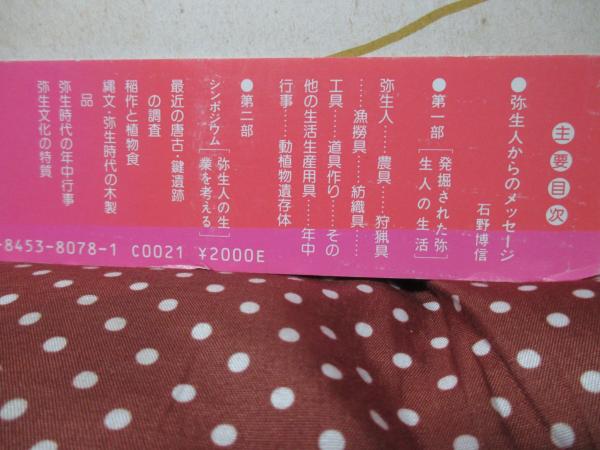 主要目次
●弥生人からのメッセージ
石野博信
●第一部[発掘された弥生人の生活]
弥生人……農具……狩猟具
……漁撈具……紡織具……
工具……道具作り……その
他の生活生産用具……年中
行事……動植物遺存体
●第二部
シンポジウム[弥生人の生業を考える]
最近の唐古・鍵遺跡
の調査
稲作と植物食
縄文・弥生時代の木製
品
弥生時代の年中行事
弥生文化の特質
-8453-8078-1 C0021 ¥2000E